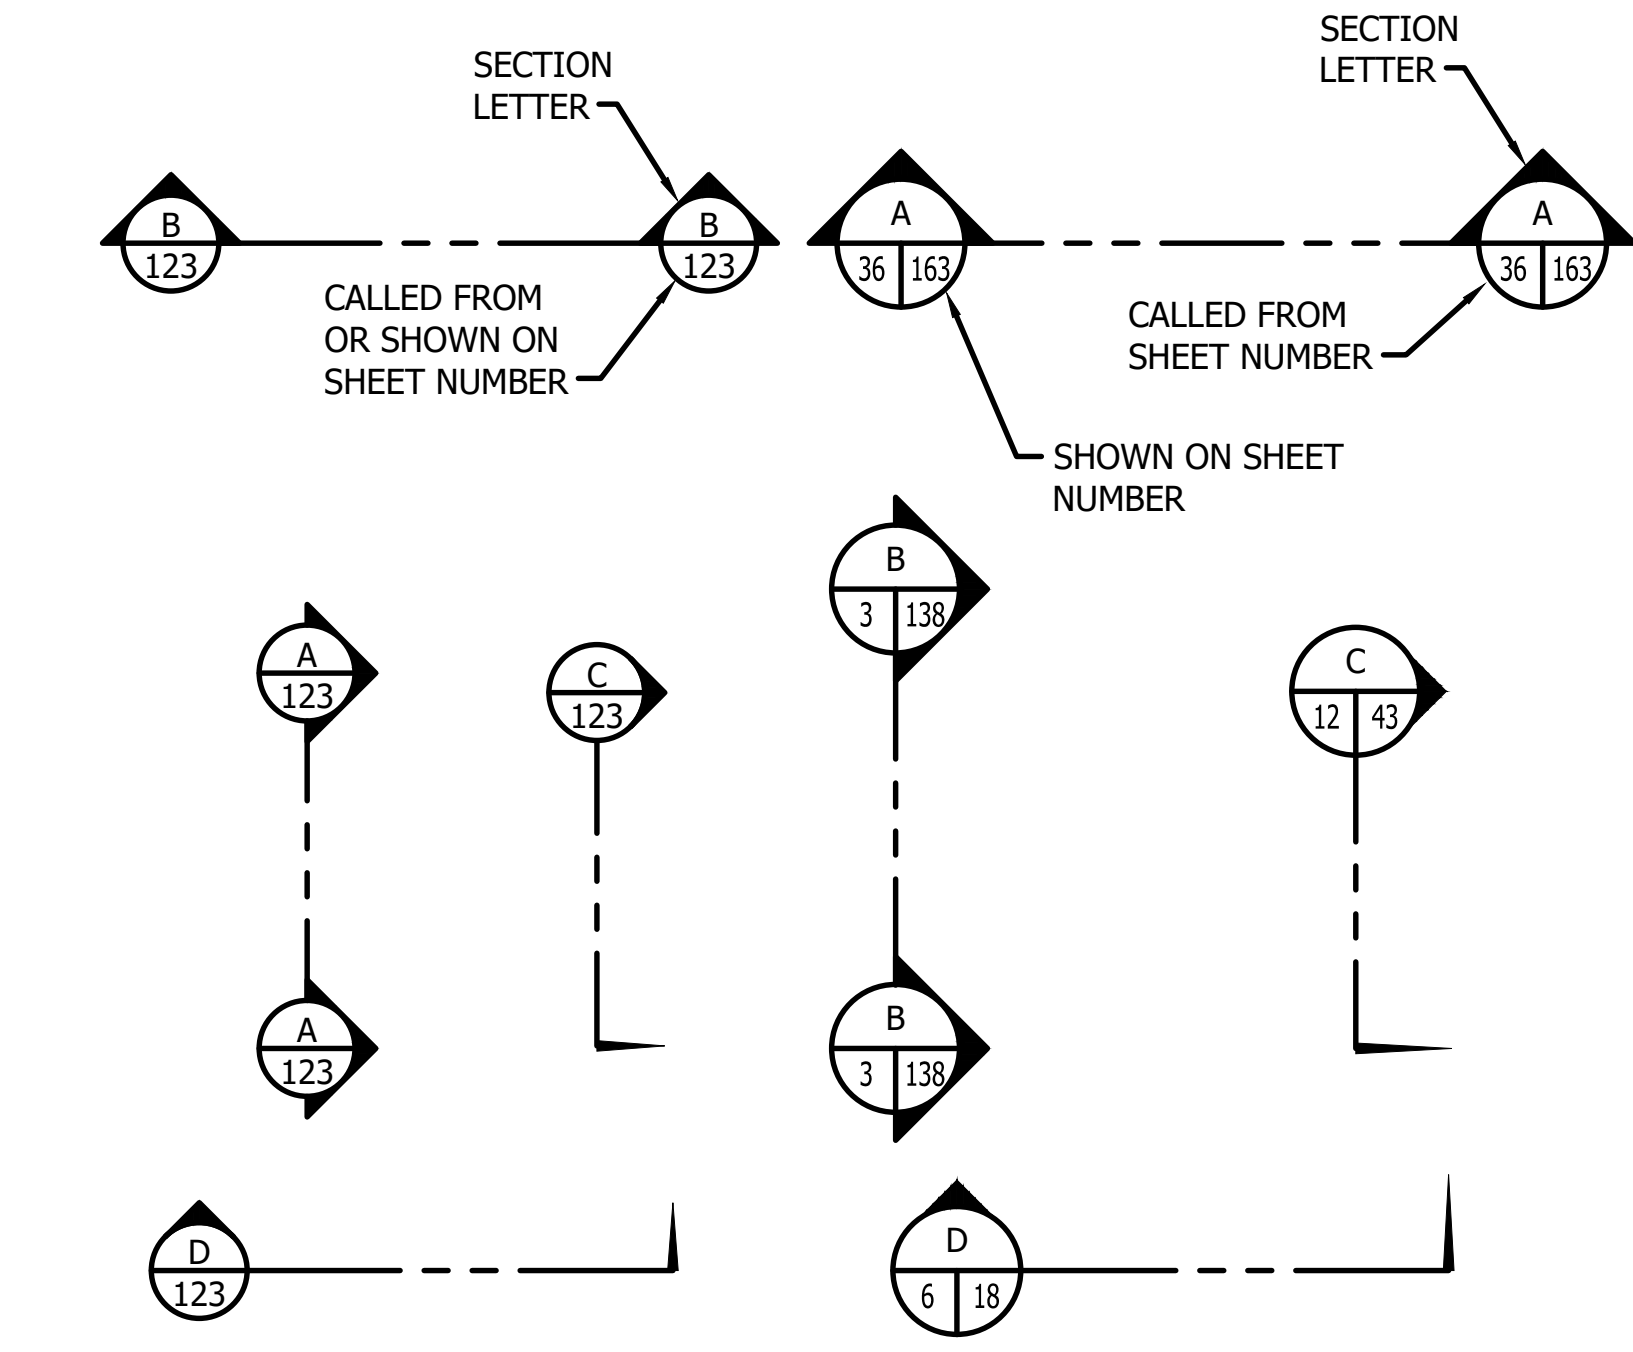 SECTION
LETTER
B
123
B
123
CALLED FROM
OR SHOWN ON
SHEET NUMBER
SECTION
LETTER
A
36 163
A
36 163
CALLED FROM
SHEET NUMBER
SHOWN ON SHEET
NUMBER
A
123
C
123
A
123
B
3 138
C
12 43
B
3 138
D
123
D
6 18